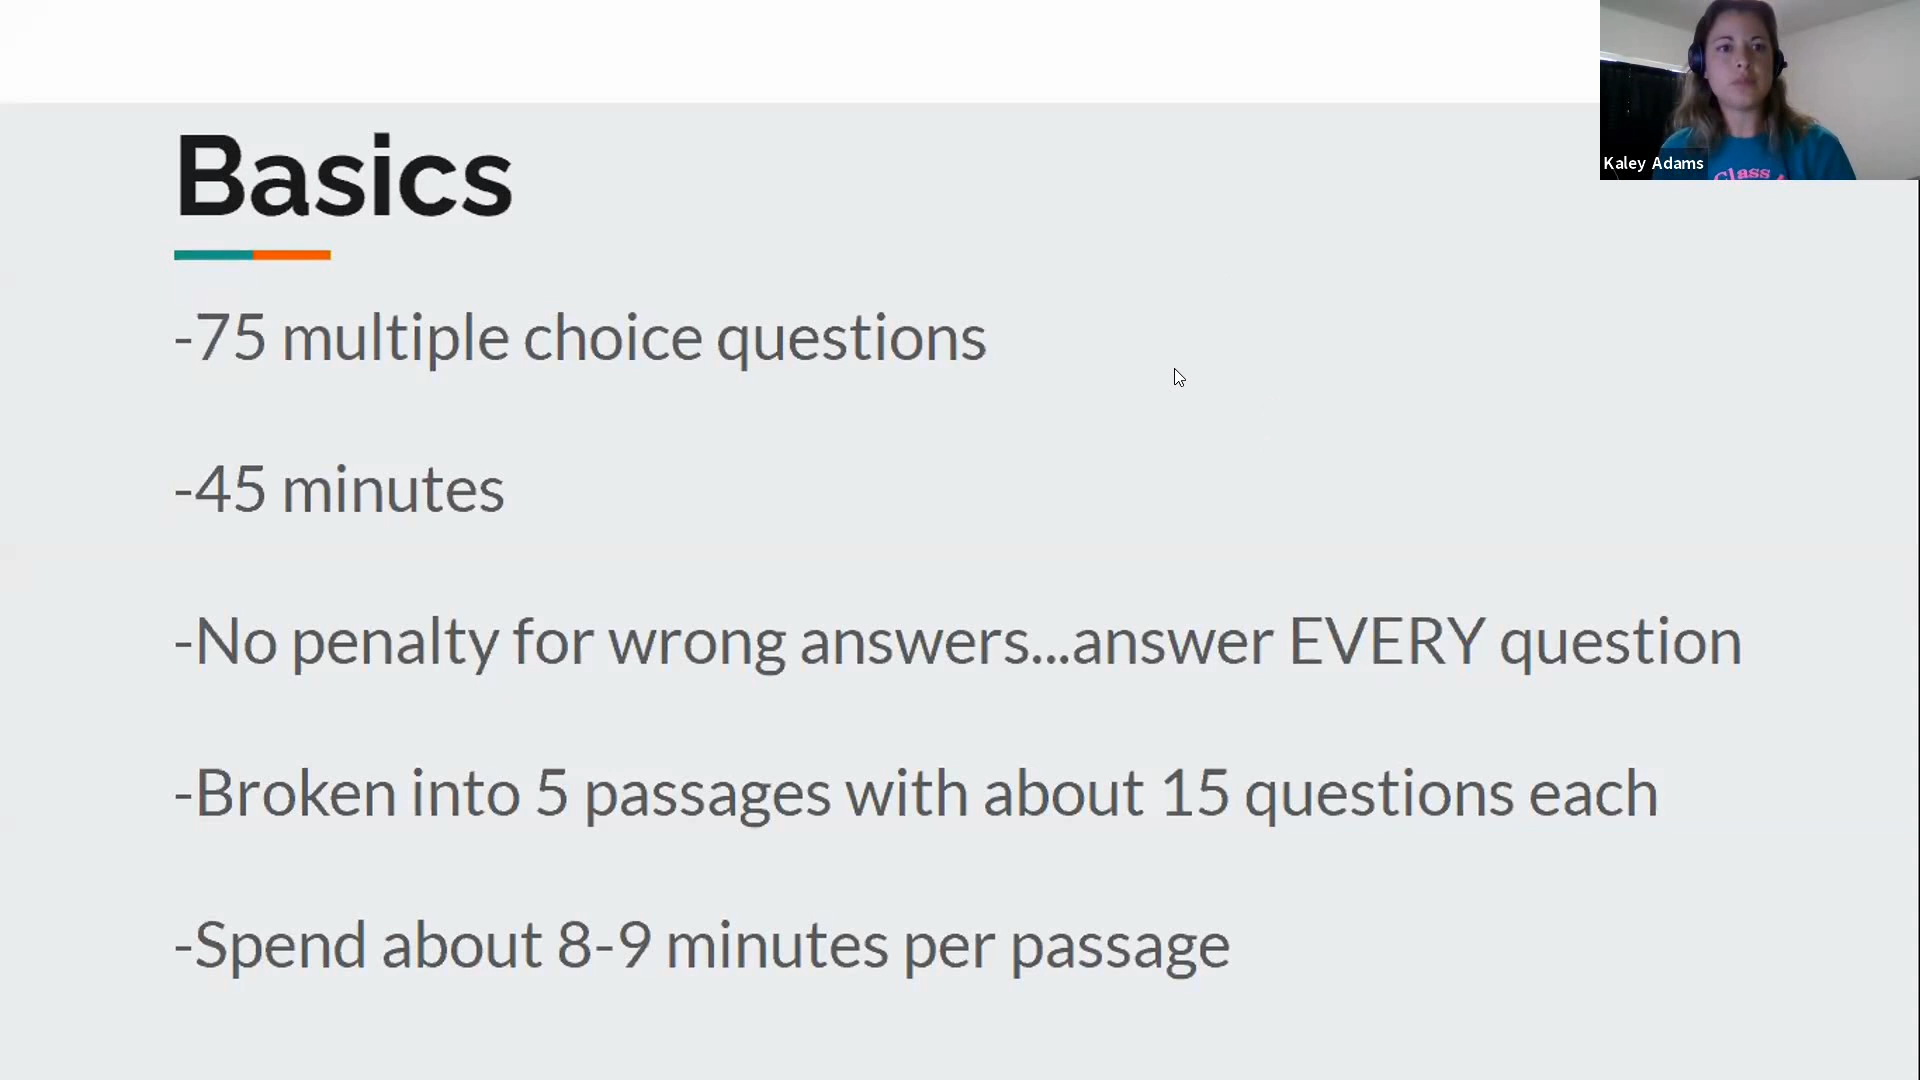 Basics
-75 multiple choice questions
-45 minutes
-No penalty for wrong answers...answer EVERY question
-Broken into 5 passages with about 15 questions each
-Spend about 8-9 minutes per passage
Kaley Adams
Class